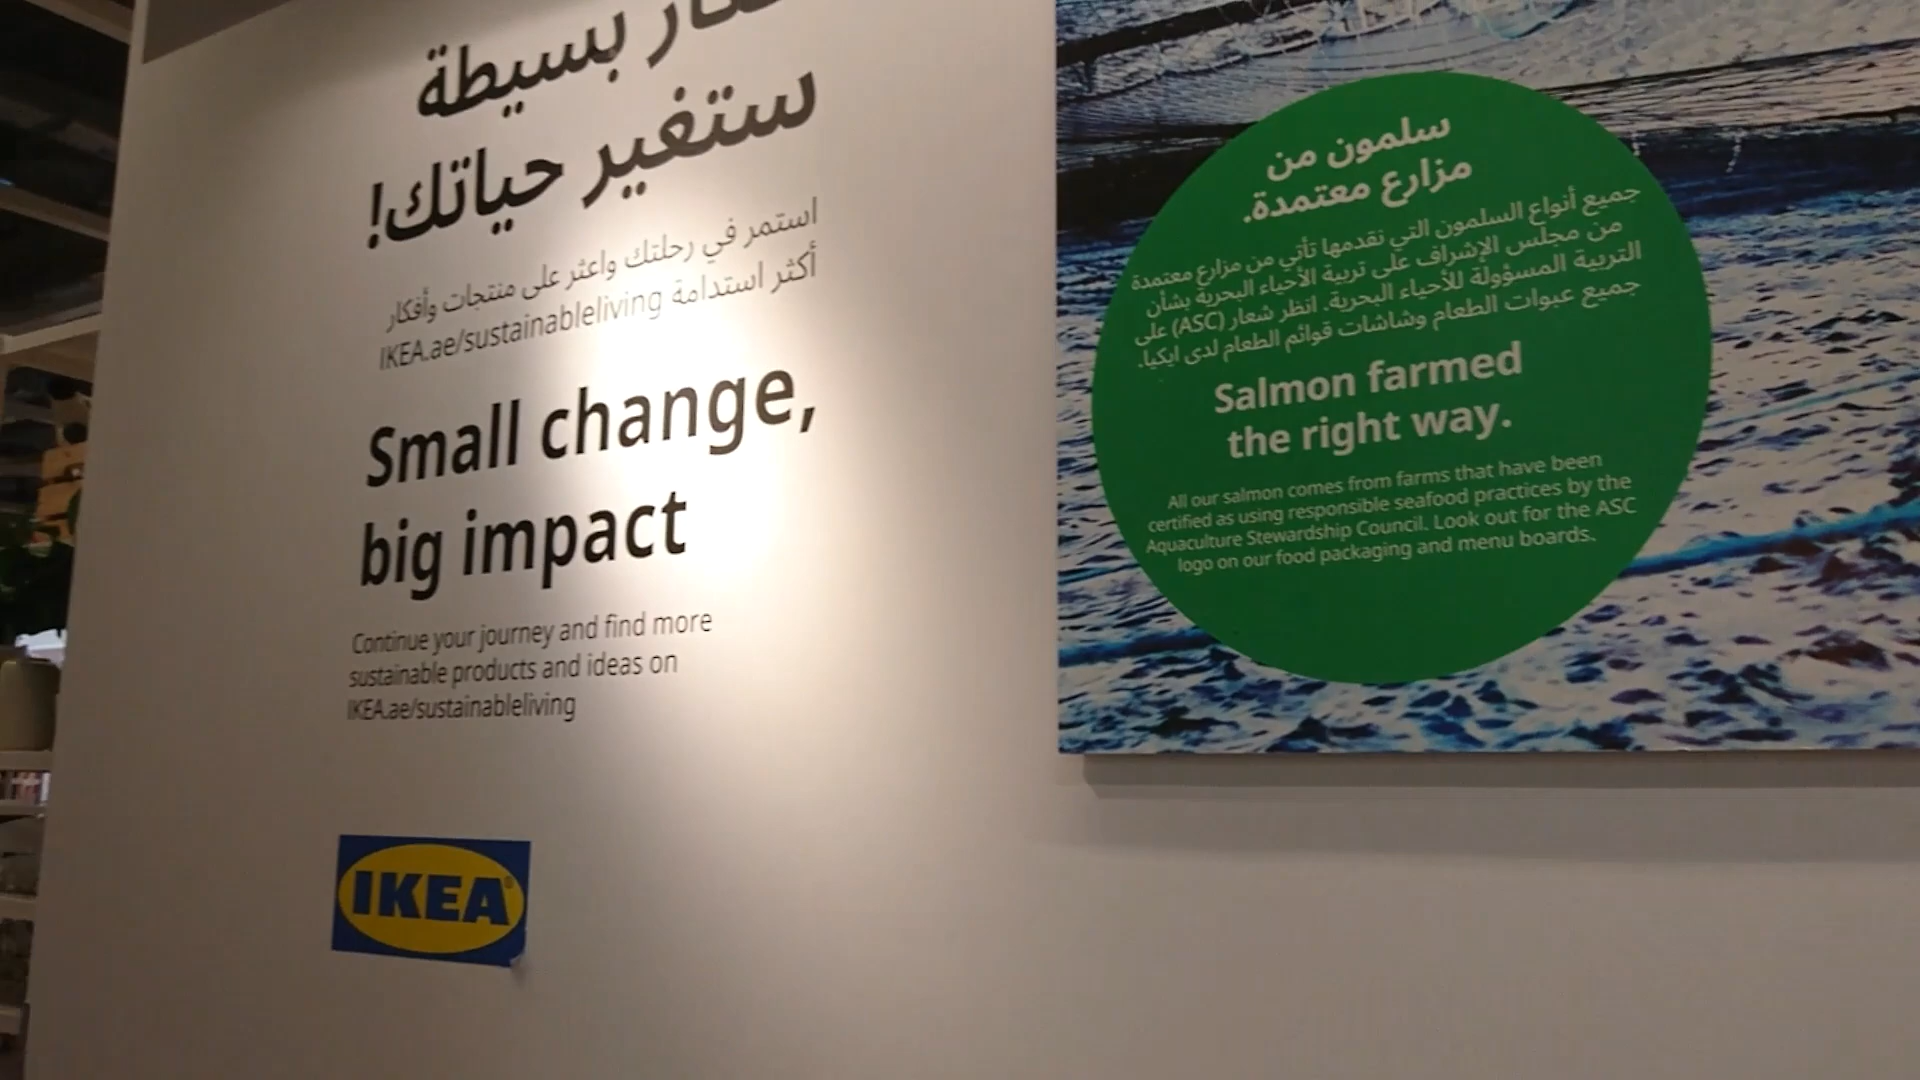 بسيطة
ستغير حياتك!
استمر في رحلتك واعثر على منتجات وأفكار
أكثر استدامة IKEA.ae/sustainableliving
Small change,
big impact
Continue your journey and find more
sustainable products and ideas on
IKEA.ae/sustainableliving
IKEA
سلمون من
مزارع معتمدة.
جميع أنواع السلمون التي نقدمها تأتي من مزارع معتمدة
من مجلس الإشراف على تربية الأحياء البحرية بشأن
التربية المسؤولة للأحياء البحرية. انظر شعار (ASC) على
جميع عبوات الطعام وشاشات قوائم الطعام لدى ايكيا.
Salmon farmed
the right way.
All our salmon comes from farms that have been
certified as using responsible seafood practices by the
Aquaculture Stewardship Council. Look out for the ASC
logo on our food packaging and menu boards.